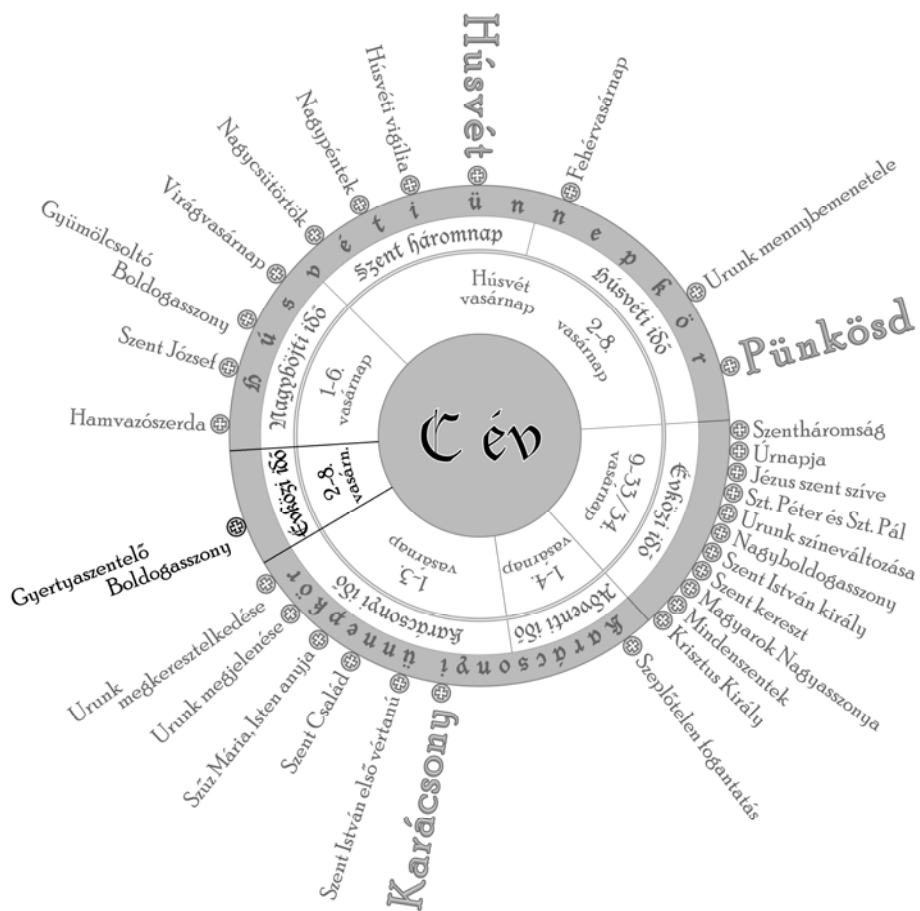 C év
Húsvéti ünnepkör
Karácsonyi ünnepkör
Nagyböjti idő
Szent háromnap
Húsvéti idő
Évközi idő
Ádventi idő
Karácsonyi idő
Évközi idő
1-6.
vasárnap
Húsvét
vasárnap
2-8.
vasárnap
9-33/34.
vasárnap
1-4.
vasárnap
1-3.
vasárnap
2-8.
vasárn.
Húsvét
Fehérvasárnap
Urunk mennybemenetele
Pünkösd
Szentháromság
Úrnapja
Jézus szent szíve
Szt. Péter és Szt. Pál
Urunk színeváltozása
Nagyboldogasszony
Szent István király
Szent kereszt
Magyarok Nagyasszonya
Mindenszentek
Krisztus Király
Szeplőtelen fogantatás
Karácsony
Szent István első vértanú
Szent Család
Szűz Mária, Isten anyja
Urunk megjelenése
Urunk
megkeresztelkedése
Gyertyaszentelő
Boldogasszony
Hamvazószerda
Szent József
Gyümölcsoltó
Boldogasszony
Virágvasárnap
Nagycsütörtök
Nagypéntek
Húsvéti vigília